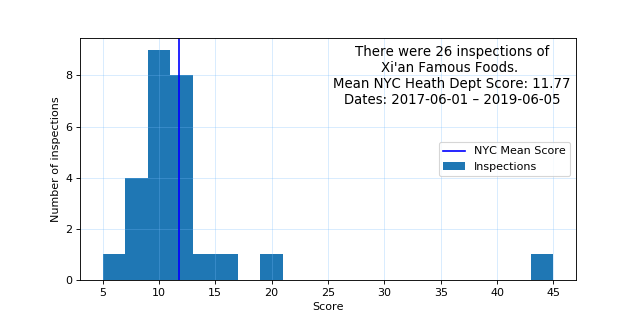 There were 26 inspections of
Xi'an Famous Foods.
Mean NYC Heath Dept Score: 11.77
Dates: 2017-06-01 – 2019-06-05
NYC Mean Score
Inspections
Number of inspections
8
6
4
2
0
5 10 15 20 25 30 35 40 45
Score